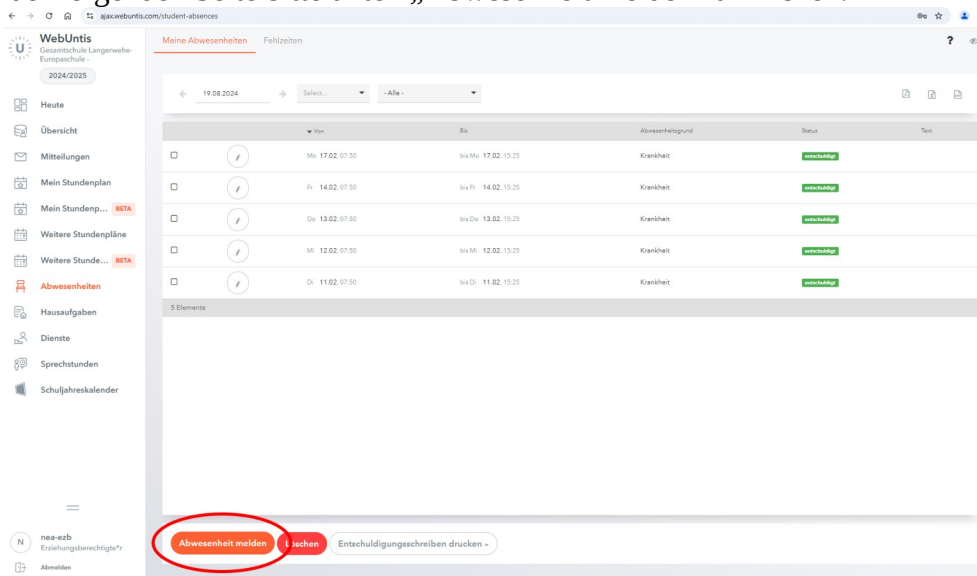 ajax.webuntis.com/student-absences
WebUntis
Gesamtschule Langerwehe-
Europaschule -
2024/2025
Heute
Übersicht
Mitteilungen
Mein Stundenplan
Mein Stundenp... BETA
Weitere Stundenpläne
Weitere Stunde... BETA
Abwesenheiten
Hausaufgaben
Dienste
Sprechstunden
Schuljahreskalender
N
nea-ezb
Erziehungsberechtigte*r
Abmelden
Meine Abwesenheiten Fehlzeiten ?
19.08.2024 Select... - Alle -
Von Bis Abwesenheitsgrund Status Text
Mo 17.02. 07:50 bis Mo 17.02. 15:25 Krankheit entschuldigt
Fr 14.02. 07:50 bis Fr 14.02. 15:25 Krankheit entschuldigt
Do 13.02. 07:50 bis Do 13.02. 15:25 Krankheit entschuldigt
Mi 12.02. 07:50 bis Mi 12.02. 15:25 Krankheit entschuldigt
Di 11.02. 07:50 bis Di 11.02. 15:25 Krankheit entschuldigt
5 Elemente
Abwesenheit melden Löschen Entschuldigungsschreiben drucken -